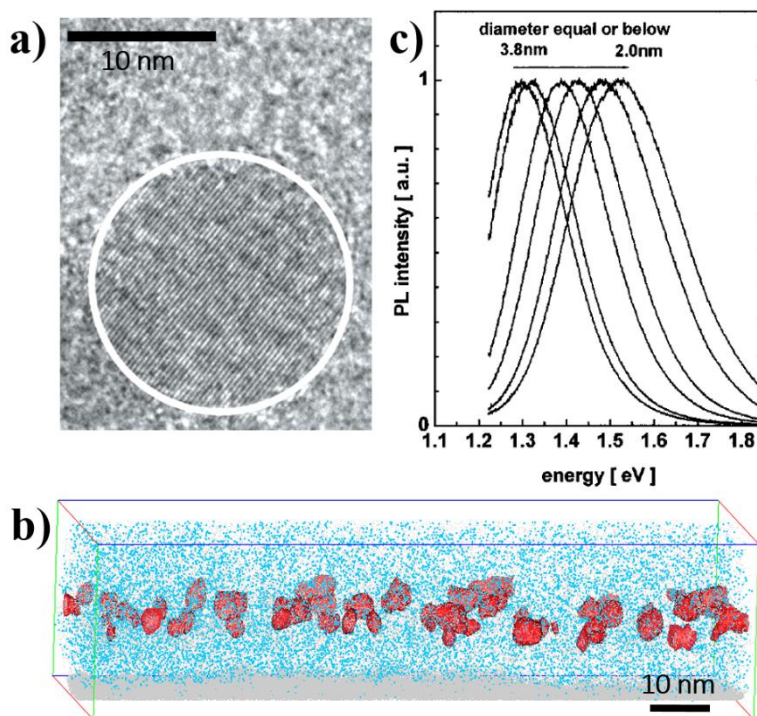 a)
10 nm
c)
diameter equal or below
3.8nm 2.0nm
1
PL intensity [ a.u. ]
0
1.1 1.2 1.3 1.4 1.5 1.6 1.7 1.8
energy [ eV ]
b)
10 nm